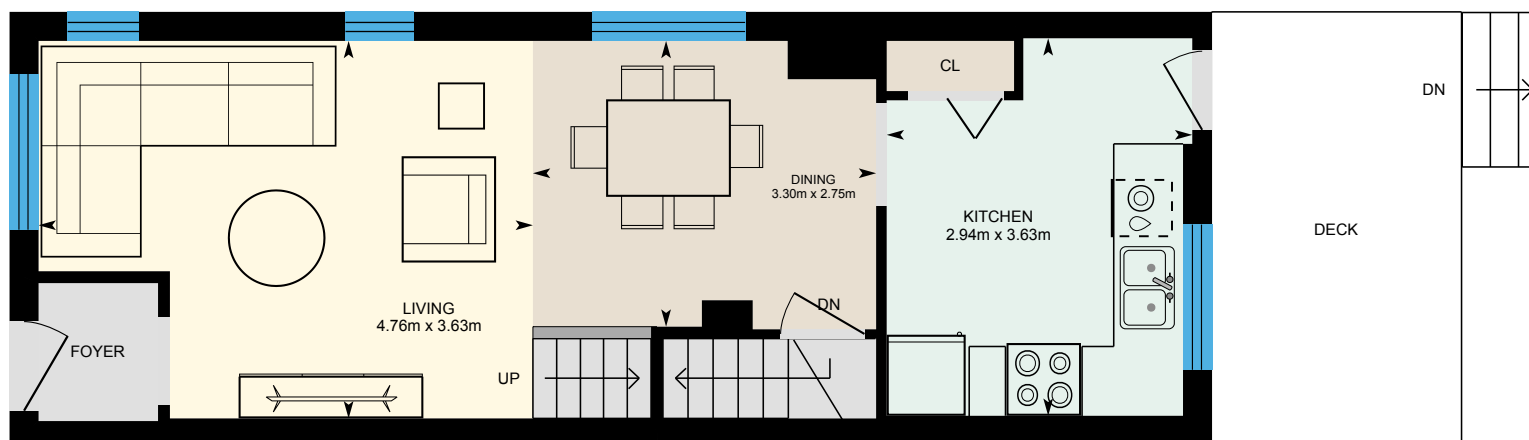 CL
DN
DINING
3.30m x 2.75m
KITCHEN
2.94m x 3.63m
DECK
LIVING
4.76m x 3.63m
DN
FOYER
UP